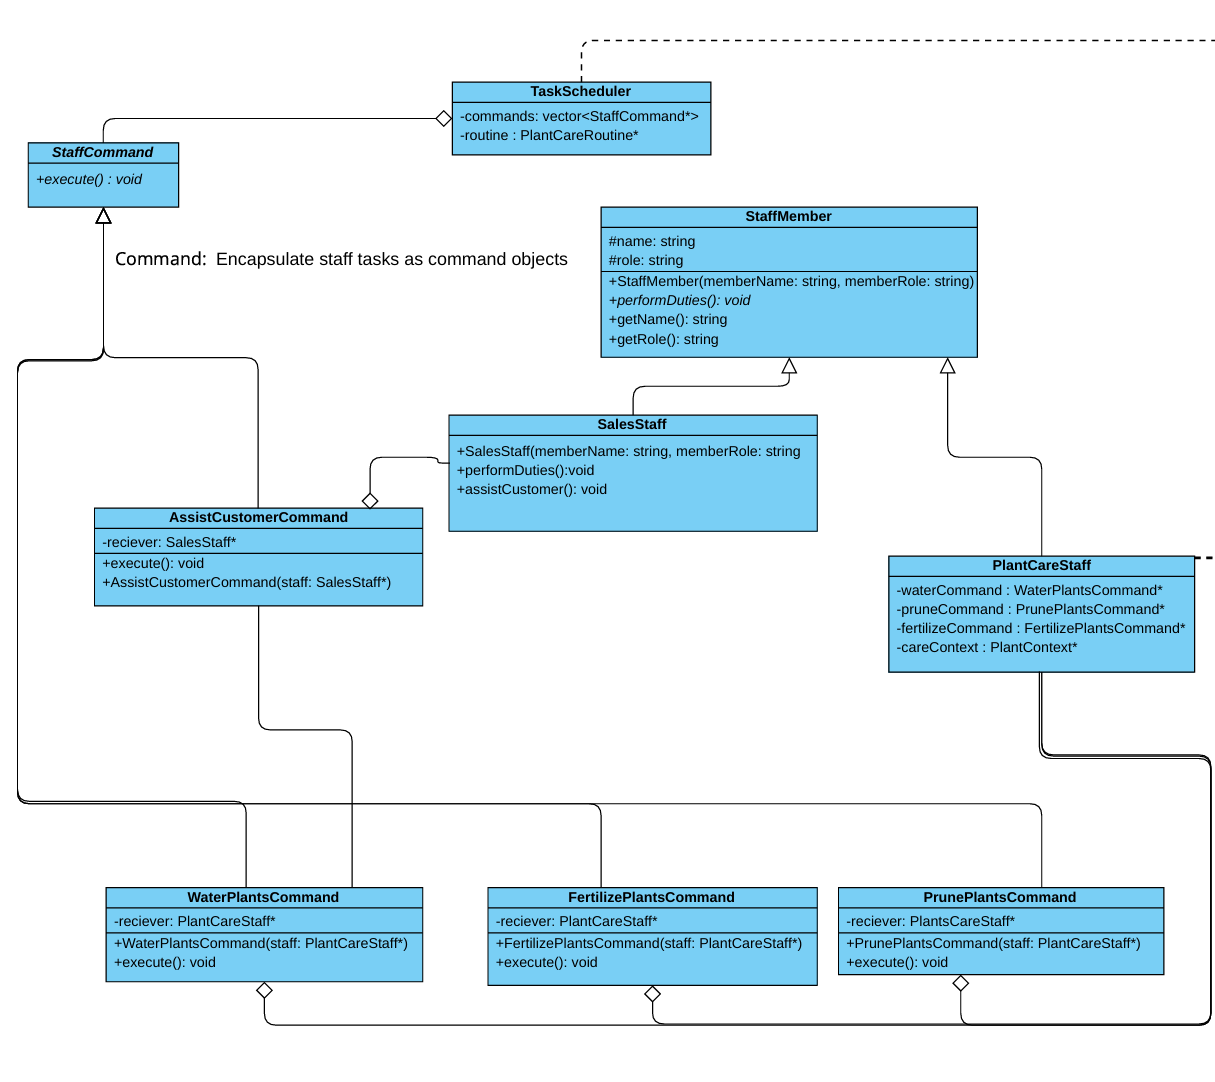 TaskScheduler
-commands: vector<StaffCommand*>
-routine : PlantCareRoutine*
StaffCommand
+execute() : void
Command:  Encapsulate staff tasks as command objects
StaffMember
#name: string
#role: string
+StaffMember(memberName: string, memberRole: string)
+performDuties(): void
+getName(): string
+getRole(): string
SalesStaff
+SalesStaff(memberName: string, memberRole: string
+performDuties():void
+assistCustomer(): void
AssistCustomerCommand
-reciever: SalesStaff*
+execute(): void
+AssistCustomerCommand(staff: SalesStaff*)
PlantCareStaff
-waterCommand : WaterPlantsCommand*
-pruneCommand : PrunePlantsCommand*
-fertilizeCommand : FertilizePlantsCommand*
-careContext : PlantContext*
WaterPlantsCommand
-reciever: PlantCareStaff*
+WaterPlantsCommand(staff: PlantCareStaff*)
+execute(): void
FertilizePlantsCommand
-reciever: PlantCareStaff*
+FertilizePlantsCommand(staff: PlantCareStaff*)
+execute(): void
PrunePlantsCommand
-reciever: PlantsCareStaff*
+PrunePlantsCommand(staff: PlantCareStaff*)
+execute(): void